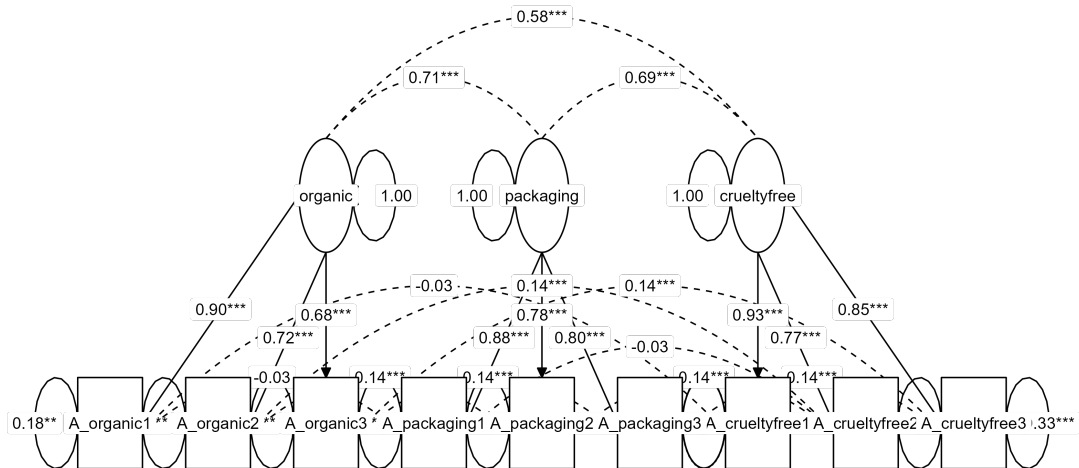 0.58***
0.71*** 0.69***
organic 1.00 1.00 packaging 1.00 crueltyfree
-0.03 0.14*** 0.14***
0.90*** 0.68*** 0.78*** 0.93*** 0.85***
0.72*** 0.88*** 0.80*** 0.77***
-0.03
-0.03 0.14*** 0.14*** 0.14*** 0.14***
0.18** A_organic1 ** A_organic2 ** A_organic3 * A_packaging1 A_packaging2 A_packaging3 A_crueltyfree1 A_crueltyfree2 A_crueltyfree3 .33***